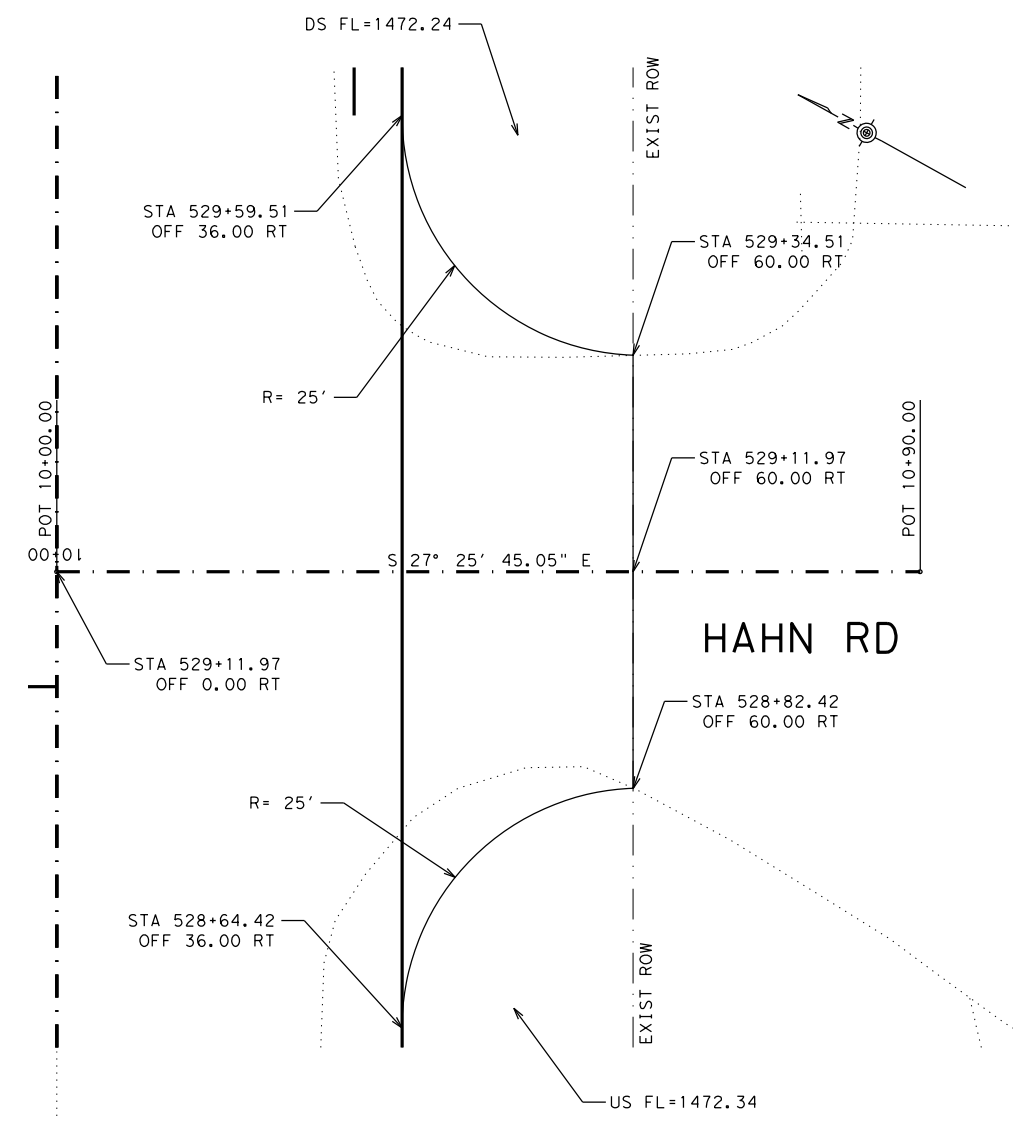 DS FL=1472.24
EXIST ROW
N
STA 529+59.51
OFF 36.00 RT
STA 529+34.51
OFF 60.00 RT
R= 25'
POT 10+00.00
POT 10+90.00
STA 529+11.97
OFF 60.00 RT
10+00
S 27° 25' 45.05" E
HAHN RD
STA 529+11.97
OFF 0.00 RT
STA 528+82.42
OFF 60.00 RT
R= 25'
STA 528+64.42
OFF 36.00 RT
EXIST ROW
US FL=1472.34